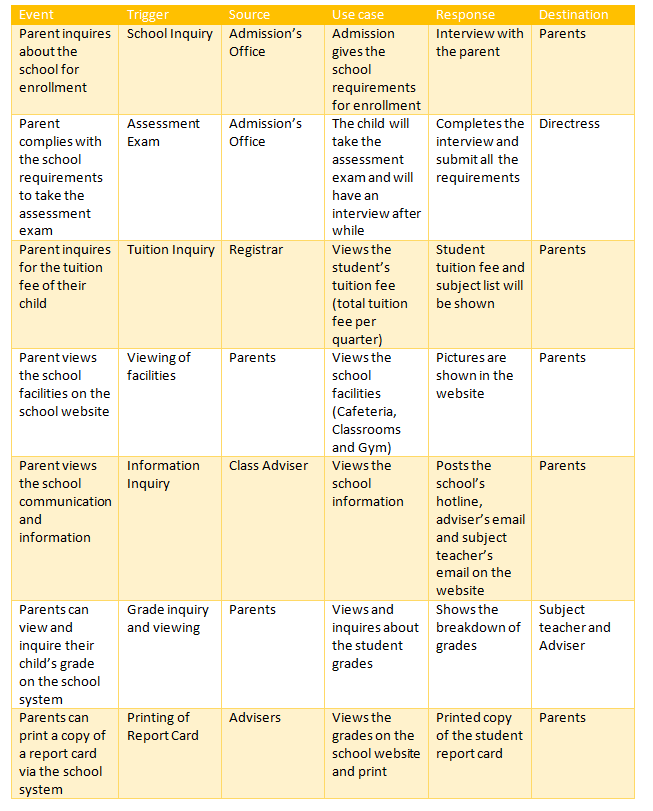 Event
Trigger
Source
Use case
Response
Destination
Parent inquires
about the
school for
enrollment
School Inquiry
Admission's
Office
Admission
gives the
school
requirements
for enrollment
Interview with
the parent
Parents
Parent
complies with
the school
requirements
to take the
assessment
exam
Assessment
Exam
Admission's
Office
The child will
take the
assessment
exam and will
have an
interview after
while
Completes the
interview and
submit all the
requirements
Directress
Parent inquires
for the tuition
fee of their
child
Tuition Inquiry
Registrar
Views the
student's
tuition fee
(total tuition
fee per
quarter)
Student
tuition fee and
subject list will
be shown
Parents
Parent views
the school
facilities on the
school website
Viewing of
facilities
Parents
Views the
school
facilities
(Cafeteria,
Classrooms
and Gym)
Pictures are
shown in the
website
Parents
Parent views
the school
communication
and
information
Information
Inquiry
Class Adviser
Views the
school
information
Posts the
school's
hotline,
adviser's email
and subject
teacher's
email on the
website
Parents
Parents can
view and
inquire their
child's grade
on the school
system
Grade inquiry
and viewing
Parents
Views and
inquires about
the student
grades
Shows the
breakdown of
grades
Subject
teacher and
Adviser
Parents can
print a copy of
a report card
via the school
system
Printing of
Report Card
Advisers
Views the
grades on the
school website
and print
Printed copy
of the student
report card
Parents